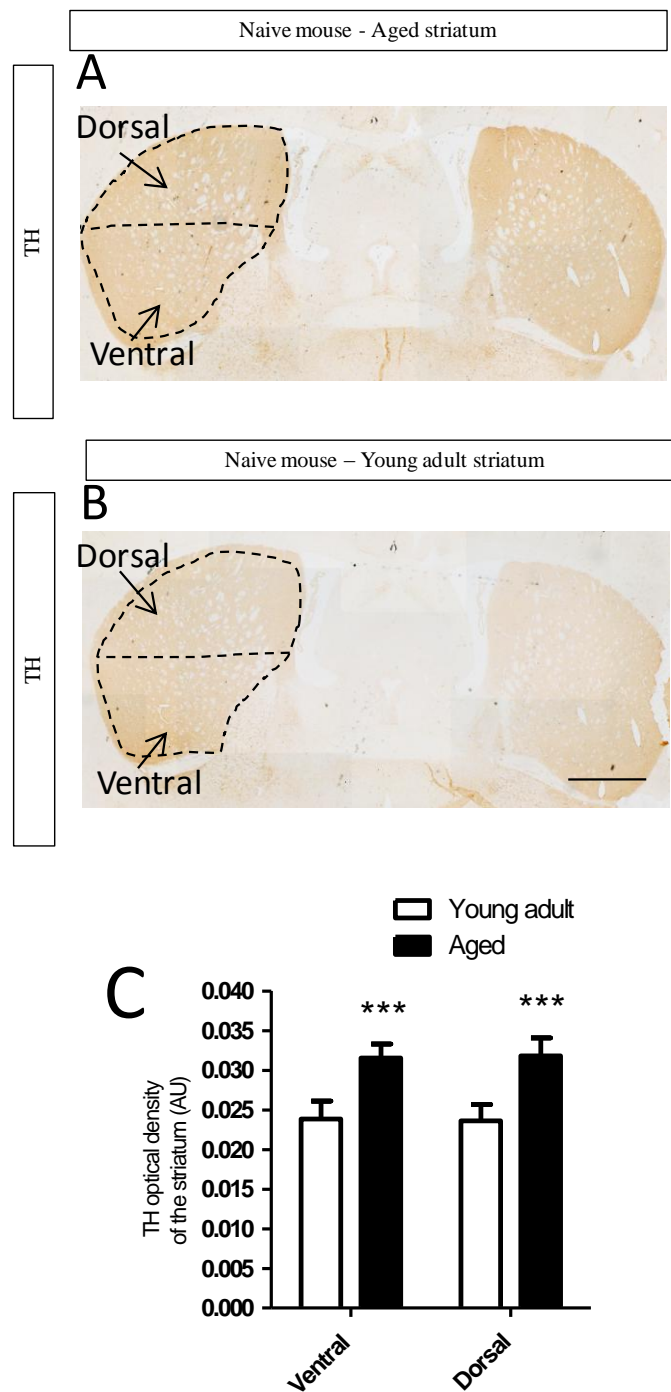 Naive mouse - Aged striatum
TH
A
Dorsal
Ventral
Naive mouse – Young adult striatum
TH
B
Dorsal
Ventral
Young adult
Aged
C
TH optical density
of the striatum (AU)
0.040
0.035
0.030
0.025
0.020
0.015
0.010
0.005
0.000
***
***
Ventral
Dorsal